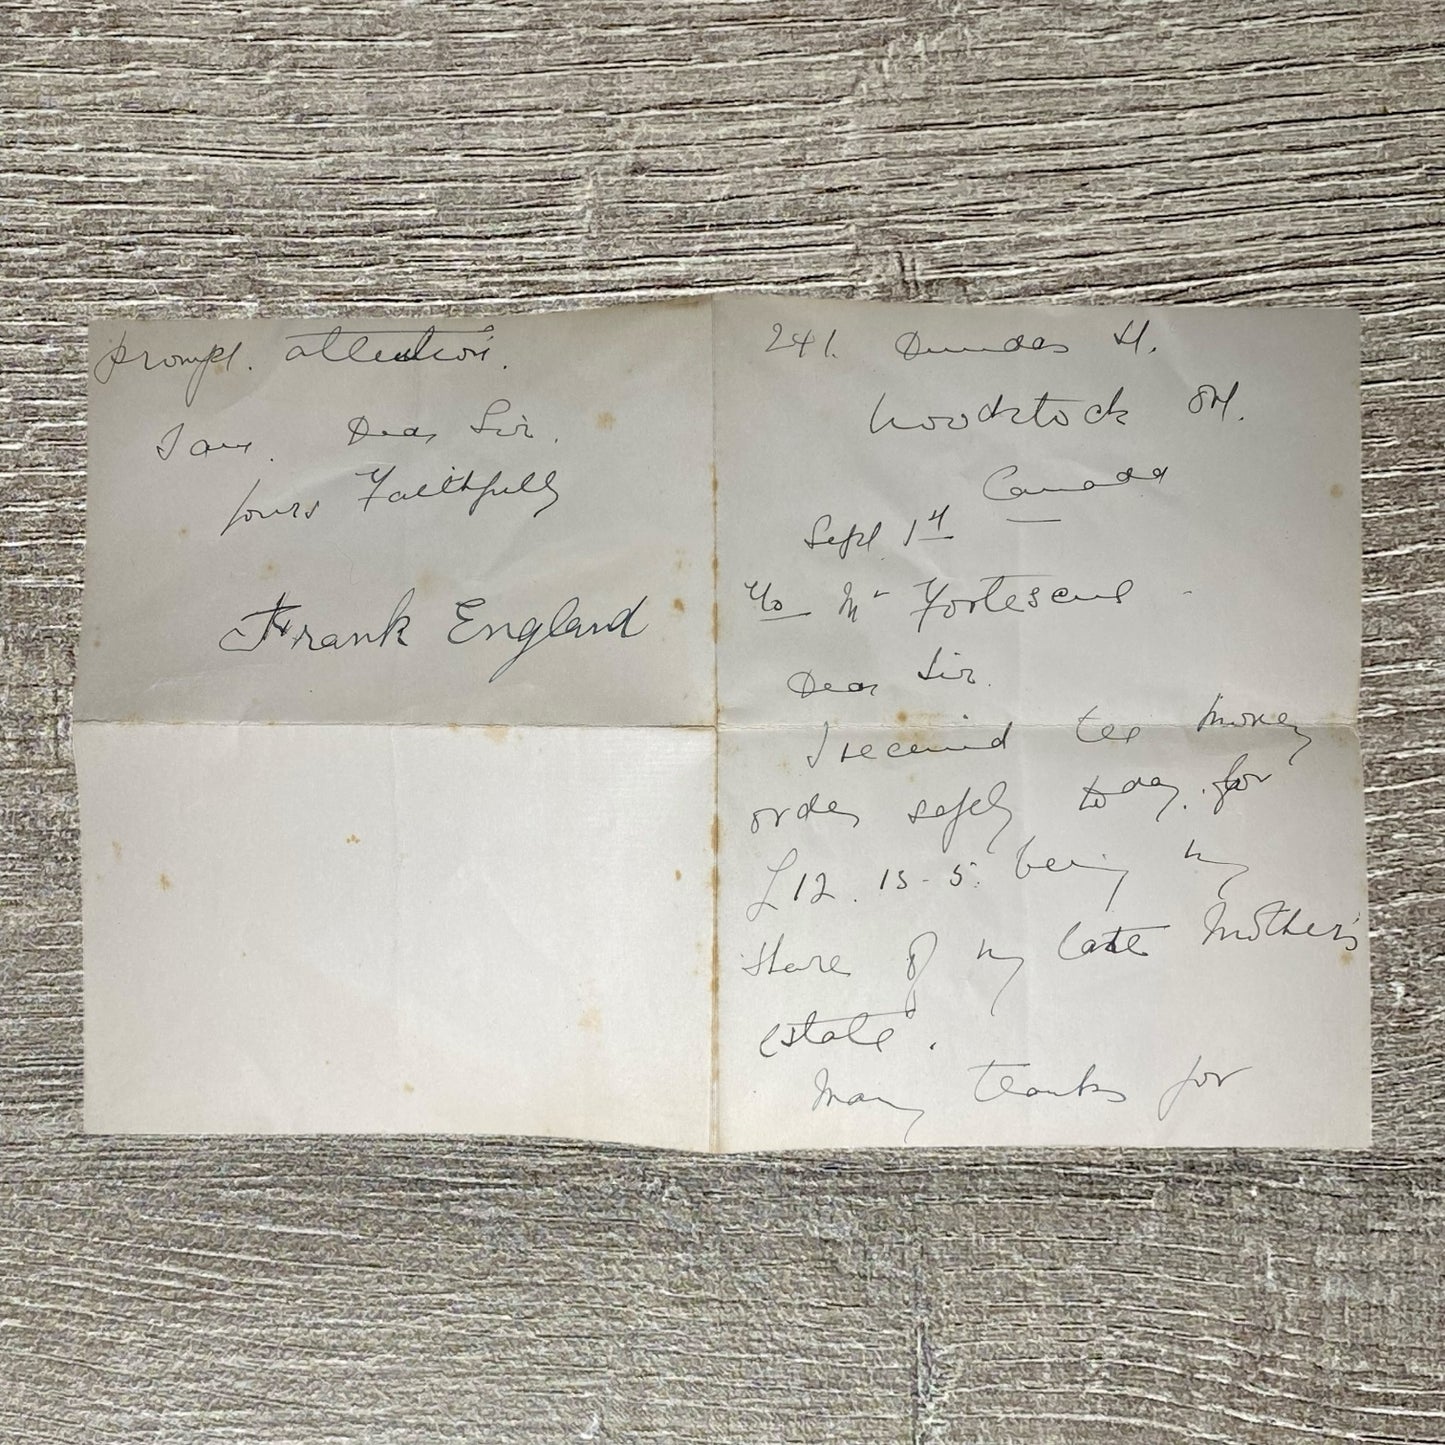 241. Dundas St.
Woodstock Ont.
Canada
Sept. 1st
To Mr Fortescue
Dear Sir.
I received the money
order safely today. for
£12. 15 - 5. being my
share of my late Mother's
estate.
Many thanks for
prompt. attention.
I am. Dear Sir.
Yours Faithfully
Frank England